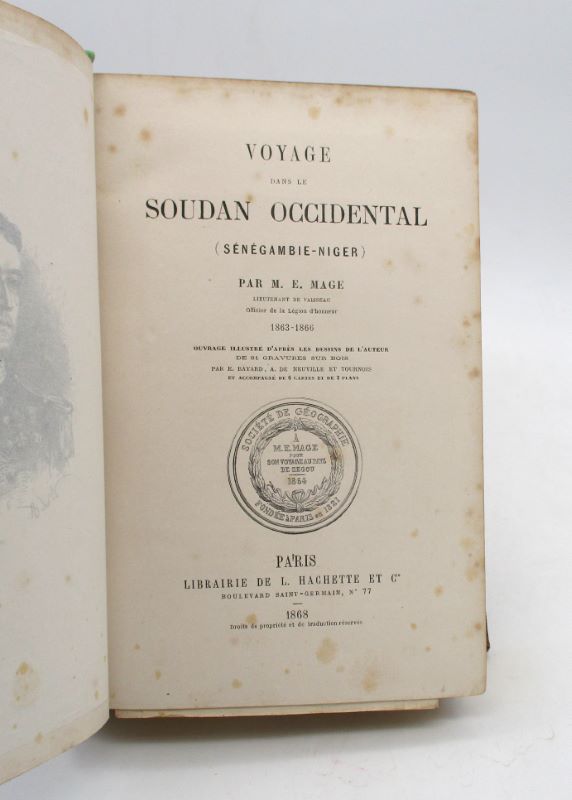 VOYAGE
DANS LE
SOUDAN OCCIDENTAL
(SÉNÉGAMBIE-NIGER)
PAR M. E. MAGE
LIEUTENANT DE VAISSEAU
Officier de la Légion d'honneur
1863-1866
OUVRAGE ILLUSTRÉ D'APRÈS LES DESSINS DE L'AUTEUR
DE 81 GRAVURES SUR BOIS
PAR E. BAYARD, A. DE NEUVILLE ET TOURNOIS
ET ACCOMPAGNÉ DE 6 CARTES ET DE 2 PLANS
SOCIÉTÉ DE GÉOGRAPHIE
À
M.E.MAGE
POUR
SON VOYAGE AU PAYS
DE SEGOU
1864
FONDÉE À PARIS en 1821
PARIS
LIBRAIRIE DE L. HACHETTE ET Cie
BOULEVARD SAINT-GERMAIN, N° 77
1868
Droits de propriété et de traduction réservés